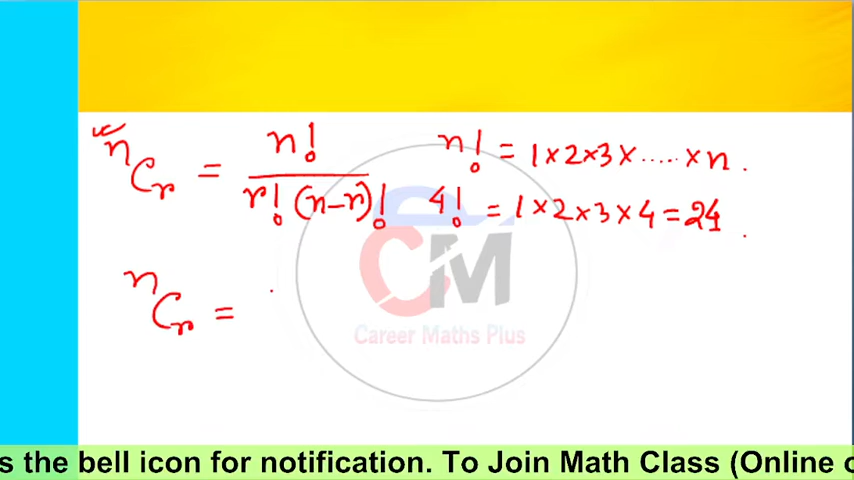 ⁿCᵣ = n! / r!(n-r)!
n! = 1×2×3×.....×n.
4! = 1×2×3×4=24.
ⁿCᵣ =
CM
Career Maths Plus
s the bell icon for notification. To Join Math Class (Online o